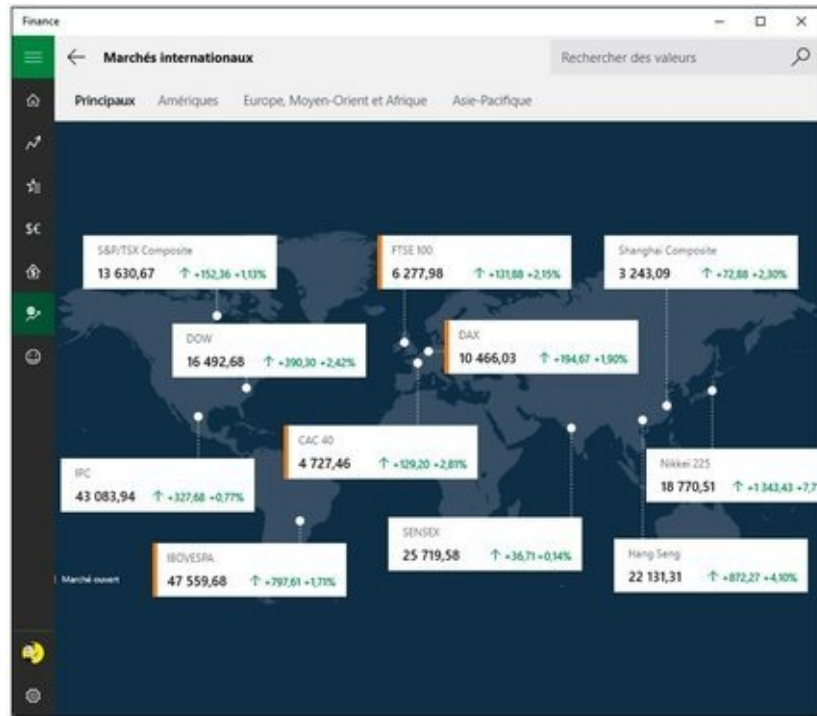 Finance
Marchés internationaux
Rechercher des valeurs
Principaux Amériques Europe, Moyen-Orient et Afrique Asie-Pacifique
S&P/TSX Composite
13 630,67 ↑ +152,36 +1,13%
FTSE 100
6 277,98 ↑ +131,88 +2,15%
Shanghai Composite
3 243,09 ↑ +72,88 +2,30%
DOW
16 492,68 ↑ +390,30 +2,42%
DAX
10 466,03 ↑ +194,67 +1,90%
CAC 40
4 727,46 ↑ +129,20 +2,81%
IPC
43 083,94 ↑ +327,68 +0,77%
Nikkei 225
18 770,51 ↑ +1 343,43 +7,7
SENSEX
25 719,58 ↑ +36,71 +0,14%
IBOVESPA
47 559,68 ↑ +797,61 +1,71%
Hang Seng
22 131,31 ↑ +872,27 +4,10%
Marché ouvert